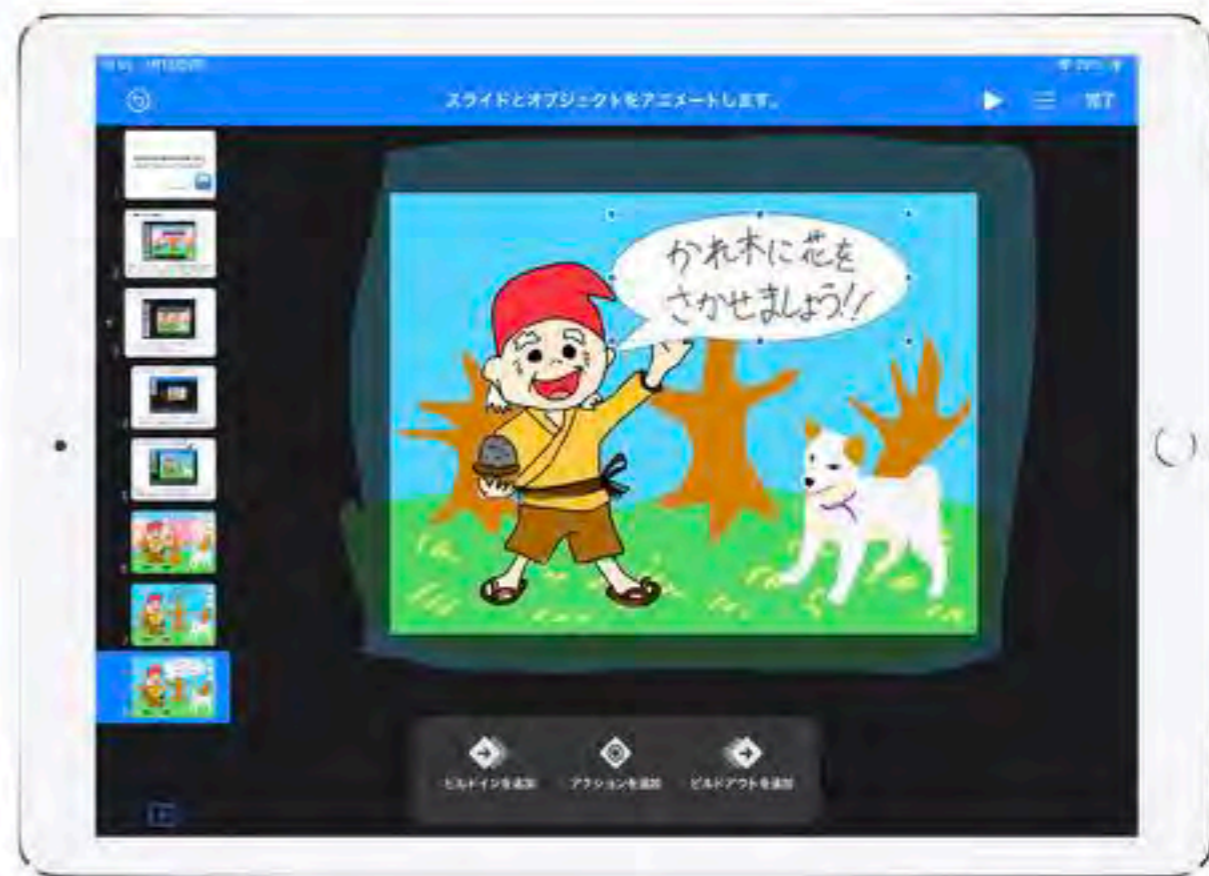 スライドとオブジェクトをアニメートします。
完了
かれ木に花を
さかせましょう!!
ビルドインを追加
アクションを追加
ビルドアウトを追加